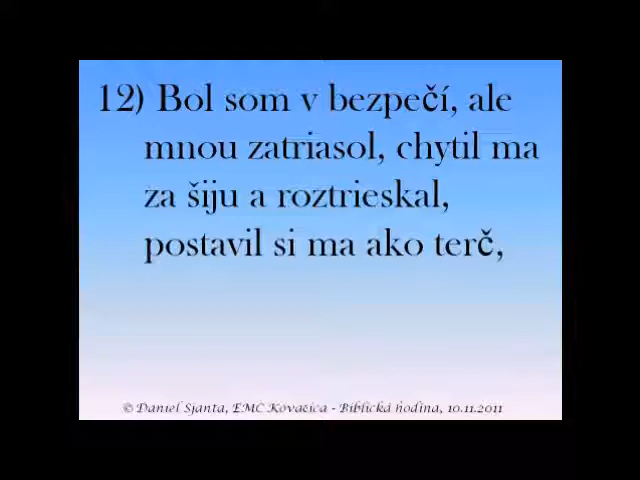 12) Bol som v bezpečí, ale
mnou zatriasol, chytil ma
za šiju a roztrieskal,
postavil si ma ako terč,
© Daniel Sjanta, EMC Kovačica - Biblická hodina, 10.11.2011